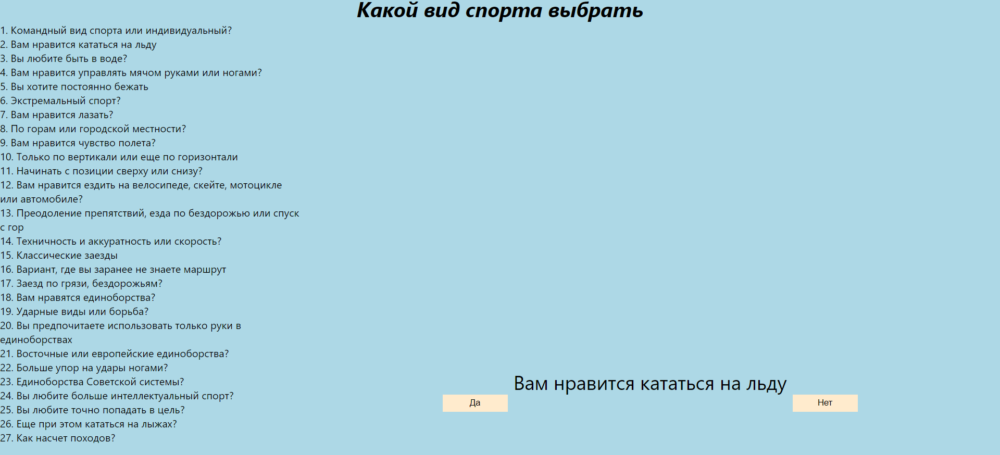 Какой вид спорта выбрать
1. Командный вид спорта или индивидуальный?
2. Вам нравится кататься на льду
3. Вы любите быть в воде?
4. Вам нравится управлять мячом руками или ногами?
5. Вы хотите постоянно бежать
6. Экстремальный спорт?
7. Вам нравится лазать?
8. По горам или городской местности?
9. Вам нравится чувство полета?
10. Только по вертикали или еще по горизонтали
11. Начинать с позиции сверху или снизу?
12. Вам нравится ездить на велосипеде, скейте, мотоцикле
или автомобиле?
13. Преодоление препятствий, езда по бездорожью или спуск
с гор
14. Техничность и аккуратность или скорость?
15. Классические заезды
16. Вариант, где вы заранее не знаете маршрут
17. Заезд по грязи, бездорожьям?
18. Вам нравятся единоборства?
19. Ударные виды или борьба?
20. Вы предпочитаете использовать только руки в
единоборствах
21. Восточные или европейские единоборства?
22. Больше упор на удары ногами?
23. Единоборства Советской системы?
24. Вы любите больше интеллектуальный спорт?
25. Вы любите точно попадать в цель?
26. Еще при этом кататься на лыжах?
27. Как насчет походов?
Вам нравится кататься на льду
Да
Нет